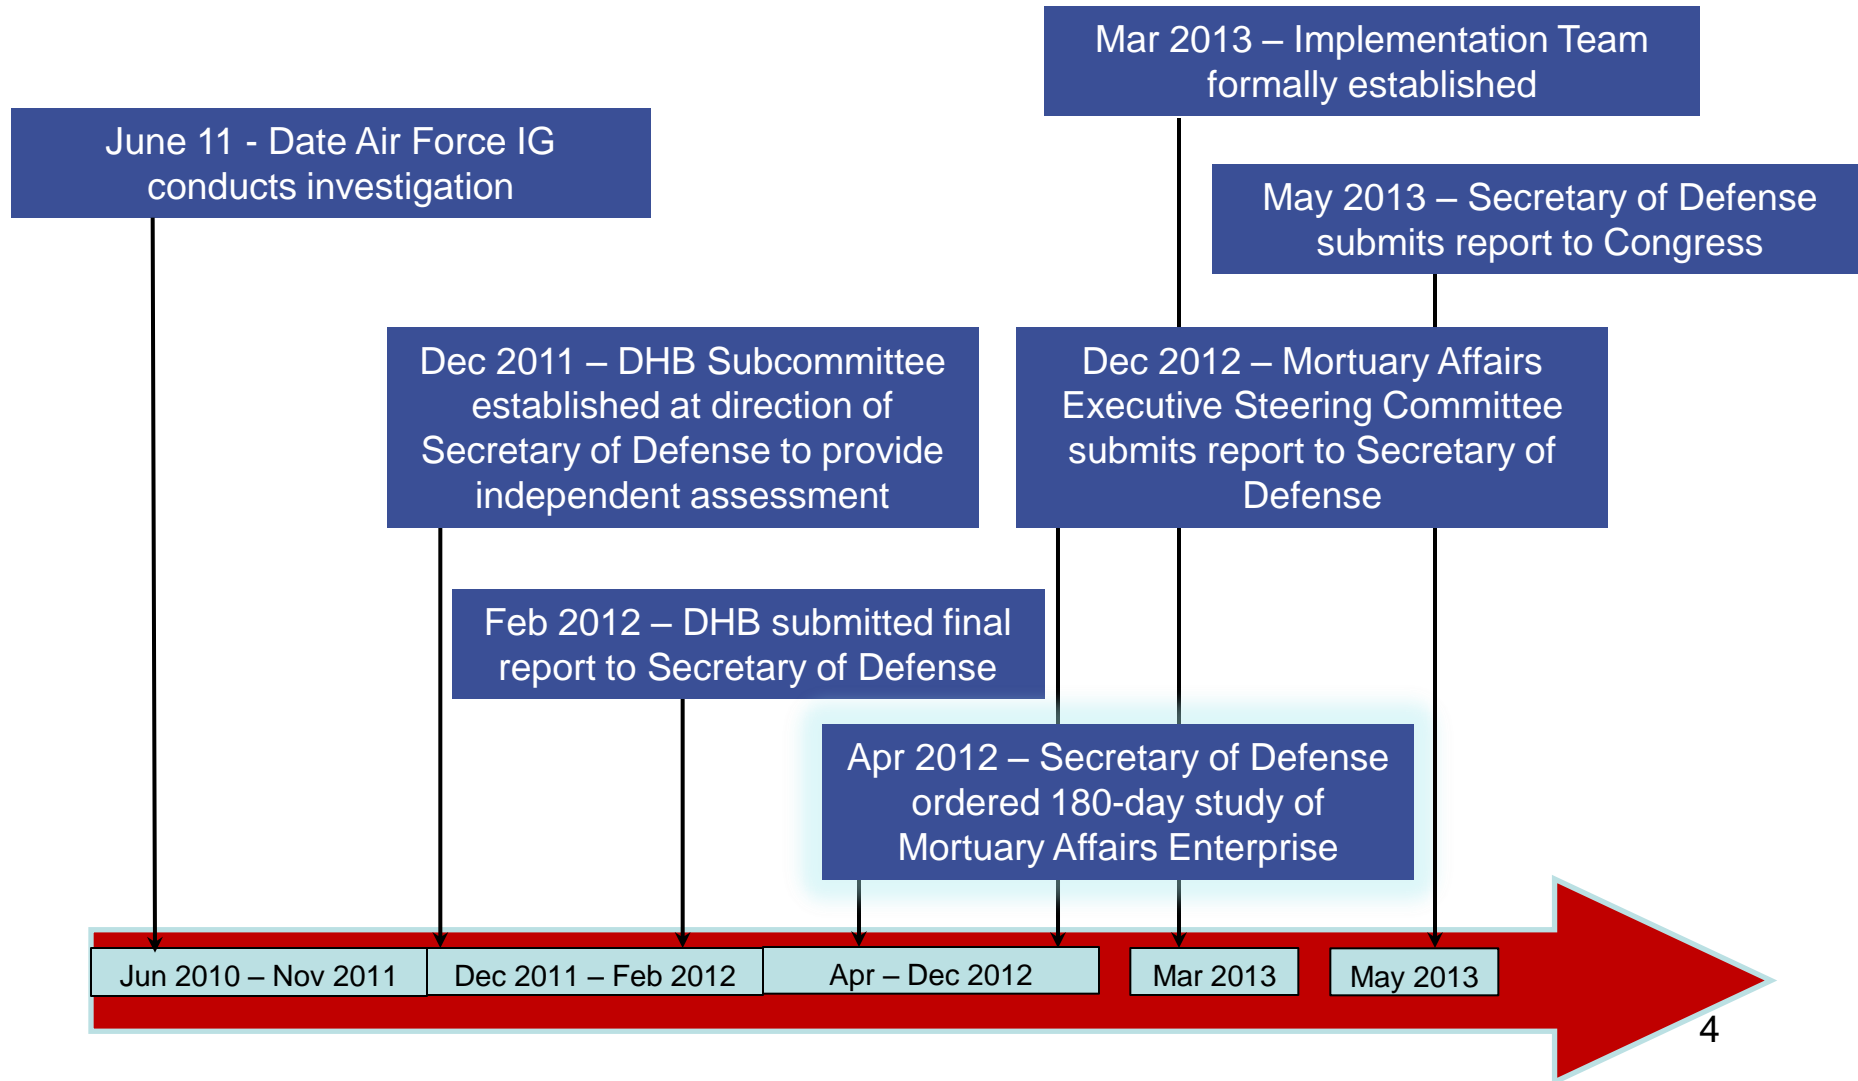 Mar 2013 – Implementation Team
formally established
June 11 - Date Air Force IG
conducts investigation
May 2013 – Secretary of Defense
submits report to Congress
Dec 2011 – DHB Subcommittee
established at direction of
Secretary of Defense to provide
independent assessment
Dec 2012 – Mortuary Affairs
Executive Steering Committee
submits report to Secretary of
Defense
Feb 2012 – DHB submitted final
report to Secretary of Defense
Apr 2012 – Secretary of Defense
ordered 180-day study of
Mortuary Affairs Enterprise
Jun 2010 – Nov 2011
Dec 2011 – Feb 2012
Apr – Dec 2012
Mar 2013
May 2013
4